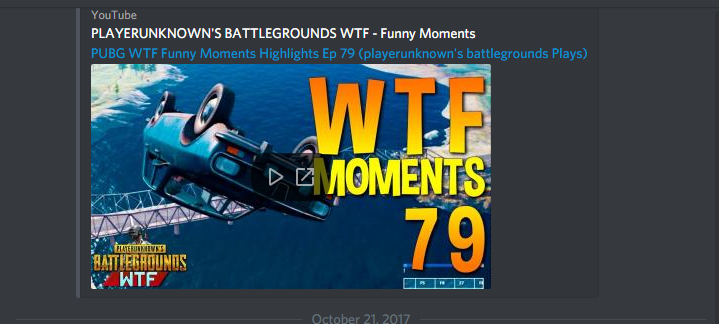 YouTube
PLAYERUNKNOWN'S BATTLEGROUNDS WTF - Funny Moments
PUBG WTF Funny Moments Highlights Ep 79 (playerunknown's battlegrounds Plays)
WTF
MOMENTS
79
PLAYERUNKNOWN'S
BATTLEGROUNDS
WTF
October 21, 2017